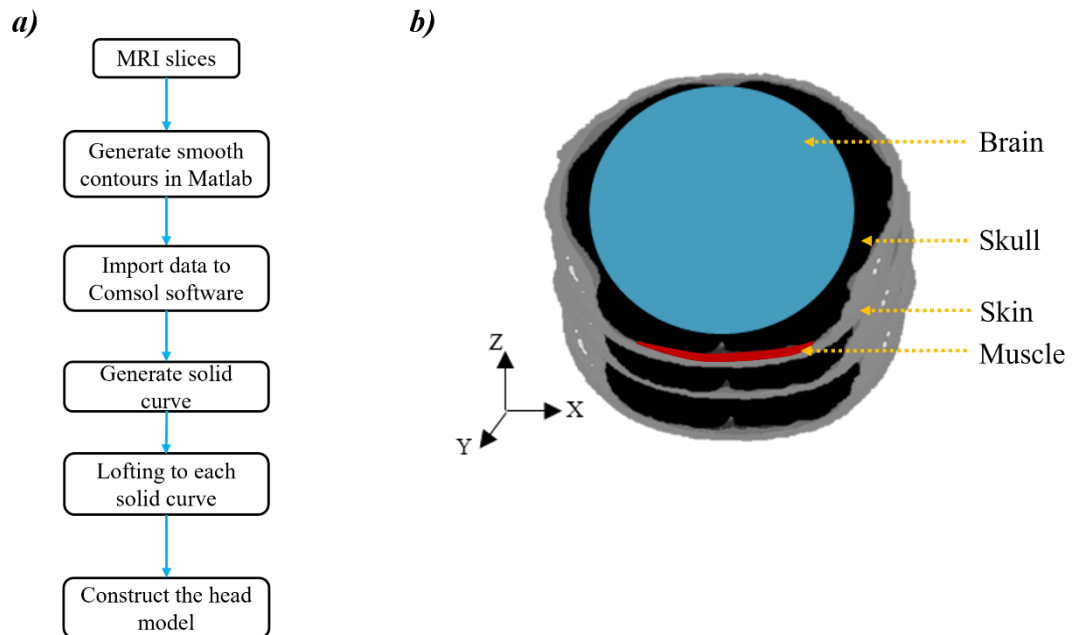 a)
MRI slices
Generate smooth
contours in Matlab
Import data to
Comsol software
Generate solid
curve
Lofting to each
solid curve
Construct the head
model
b)
Brain
Skull
Skin
Muscle
Z
X
Y